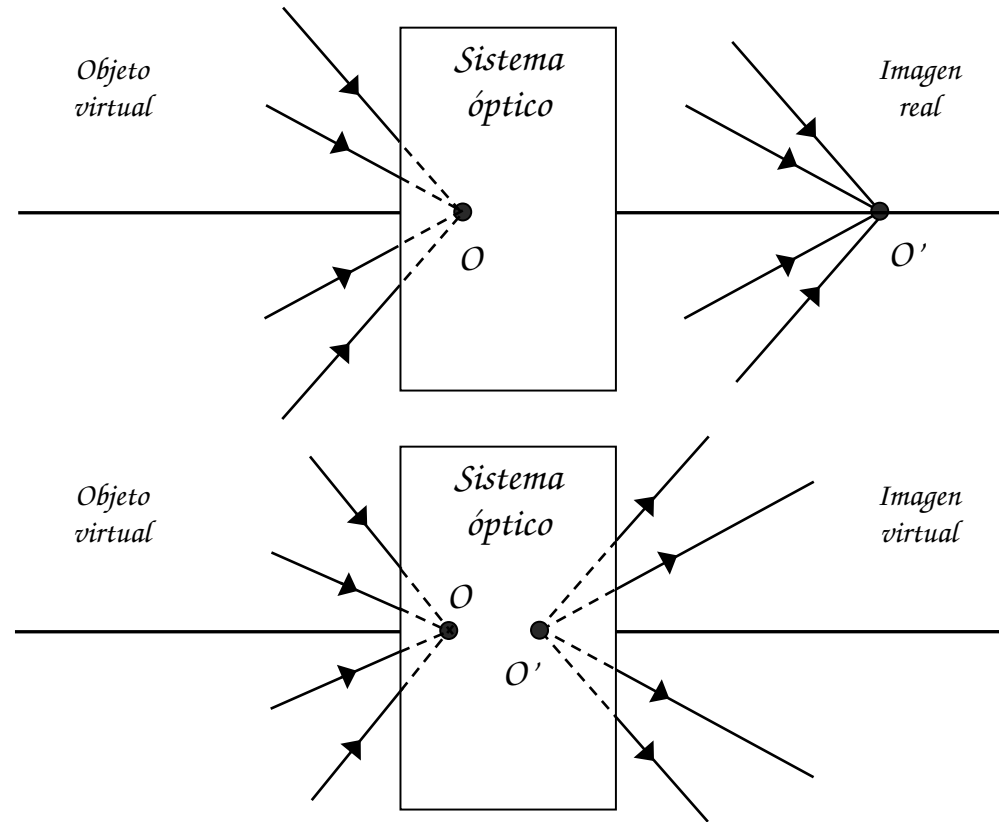 Objeto
virtual
Sistema
óptico
Imagen
real
O
O'
Objeto
virtual
Sistema
óptico
Imagen
virtual
O
O'